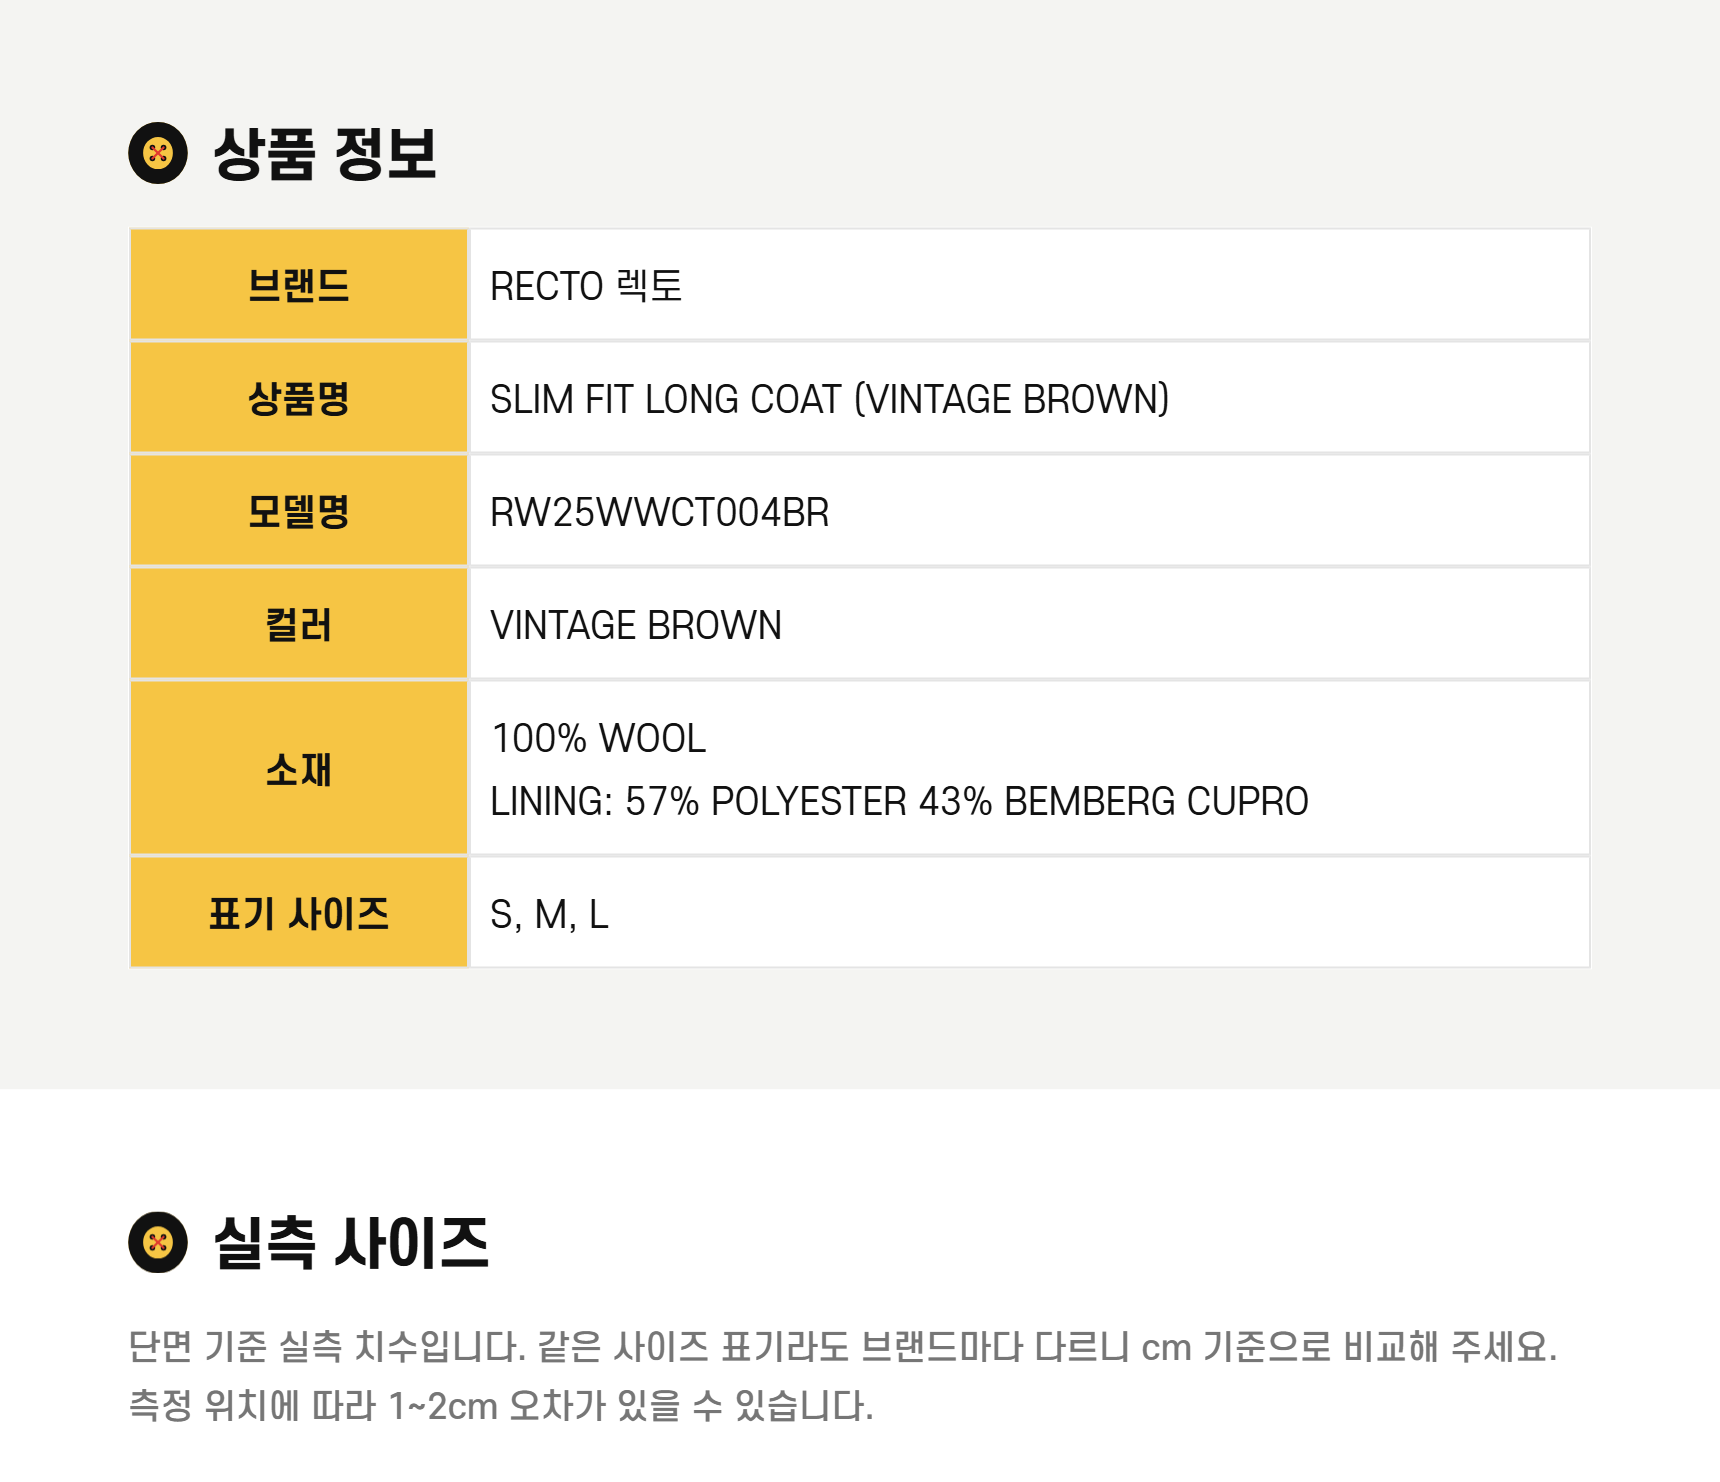 상품 정보
브랜드 RECTO 렉토
상품명 SLIM FIT LONG COAT (VINTAGE BROWN)
모델명 RW25WWCT004BR
컬러 VINTAGE BROWN
소재 100% WOOL
LINING: 57% POLYESTER 43% BEMBERG CUPRO
표기 사이즈 S, M, L
실측 사이즈
단면 기준 실측 치수입니다. 같은 사이즈 표기라도 브랜드마다 다르니 cm 기준으로 비교해 주세요.
측정 위치에 따라 1~2cm 오차가 있을 수 있습니다.